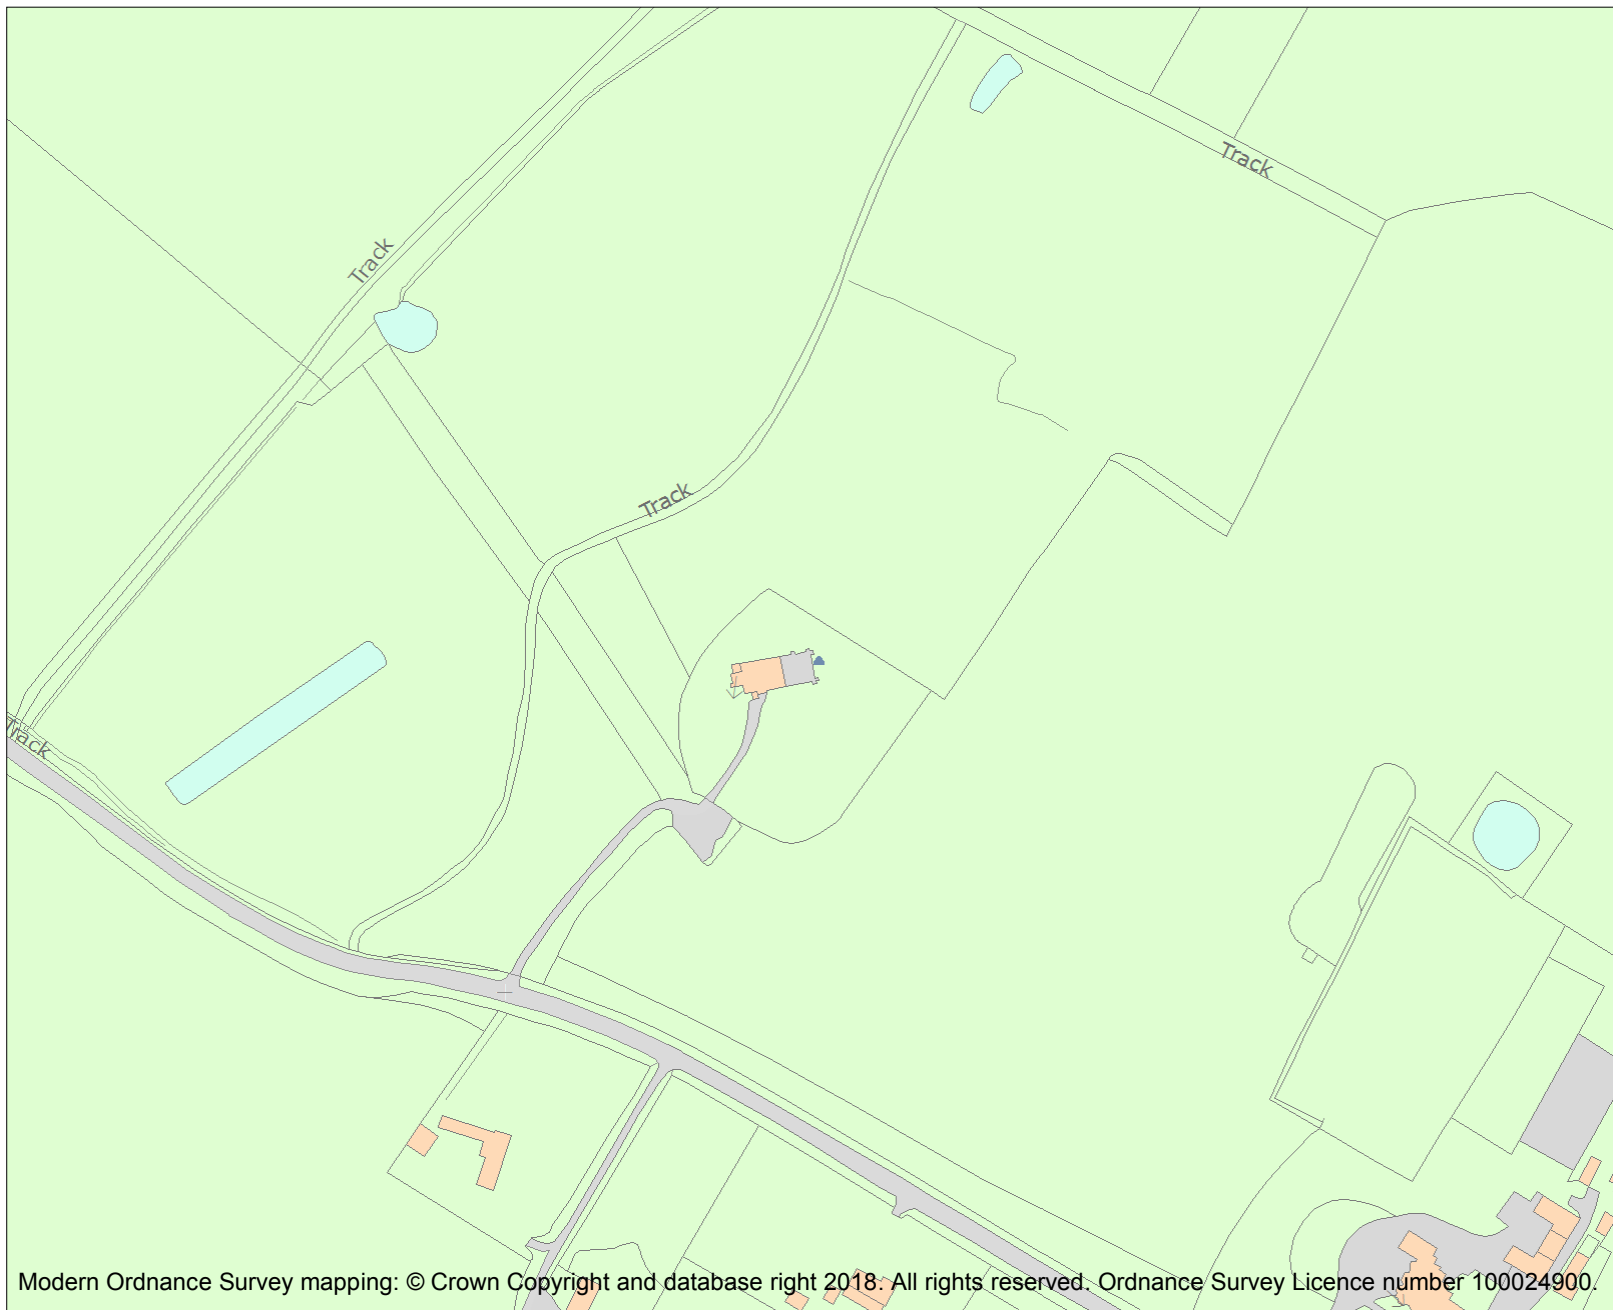 Track
Track
Track
Track
Modern Ordnance Survey mapping: © Crown Copyright and database right 2018. All rights reserved. Ordnance Survey Licence number 100024900.